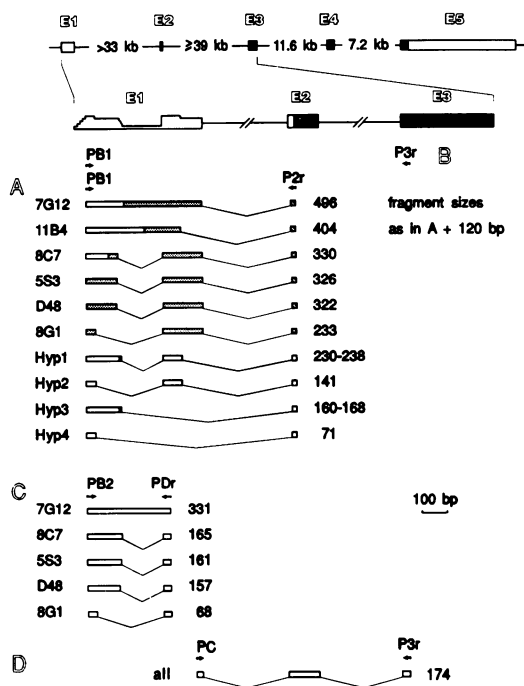 E1 E2 E3 E4 E5
>33 kb ≥39 kb 11.6 kb 7.2 kb
E1 E2 E3
PB1 P3r B
A PB1 P2r
7G12 496 fragment sizes
11B4 404 as in A + 120 bp
8C7 330
5S3 326
D48 322
8G1 233
Hyp1 230-238
Hyp2 141
Hyp3 160-168
Hyp4 71
C PB2 PDr
7G12 331 100 bp
8C7 165
5S3 161
D48 157
8G1 68
PC P3r
D all 174